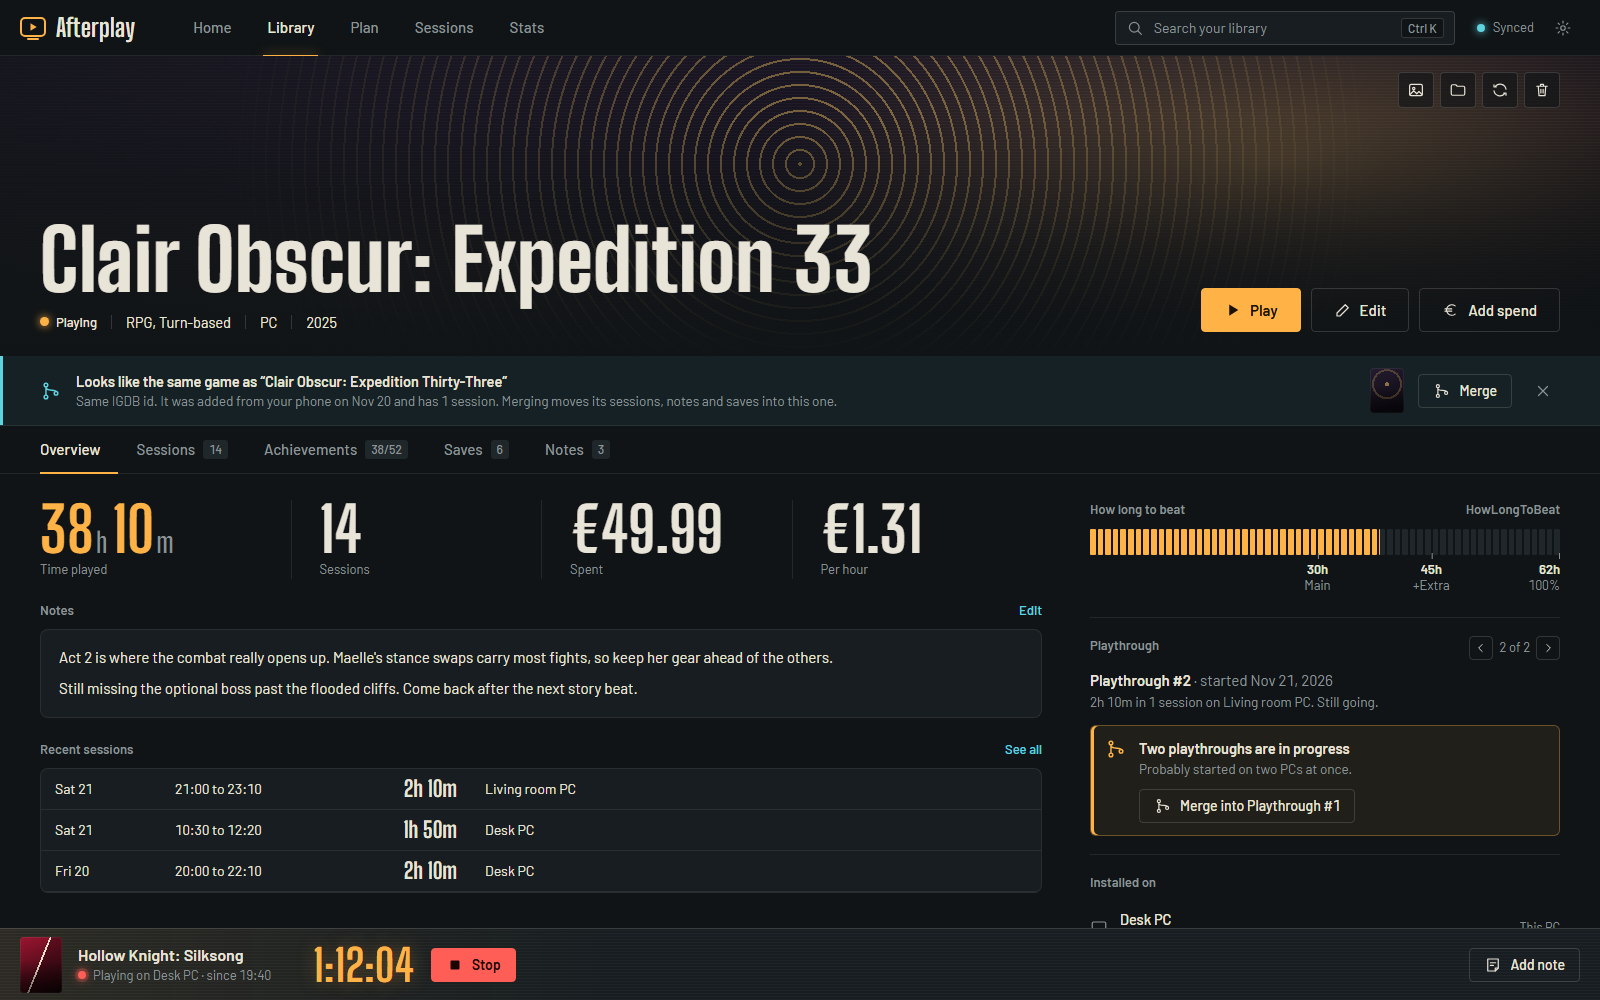 Afterplay
Home
Library
Plan
Sessions
Stats
Search your library
Ctrl K
Synced
Clair Obscur: Expedition 33
Playing
RPG, Turn-based
PC
2025
Play
Edit
Add spend
Looks like the same game as “Clair Obscur: Expedition Thirty-Three”
Same IGDB id. It was added from your phone on Nov 20 and has 1 session. Merging moves its sessions, notes and saves into this one.
Merge
Overview
Sessions 14
Achievements 38/52
Saves 6
Notes 3
38h 10m
Time played
14
Sessions
€49.99
Spent
€1.31
Per hour
How long to beat
HowLongToBeat
30h
Main
45h
+Extra
62h
100%
Notes
Edit
Act 2 is where the combat really opens up. Maelle's stance swaps carry most fights, so keep her gear ahead of the others.
Still missing the optional boss past the flooded cliffs. Come back after the next story beat.
Playthrough
2 of 2
Playthrough #2 · started Nov 21, 2026
2h 10m in 1 session on Living room PC. Still going.
Two playthroughs are in progress
Probably started on two PCs at once.
Merge into Playthrough #1
Recent sessions
See all
Sat 21 21:00 to 23:10 2h 10m Living room PC
Sat 21 10:30 to 12:20 1h 50m Desk PC
Fri 20 20:00 to 22:10 2h 10m Desk PC
Installed on
Desk PC
This PC
Hollow Knight: Silksong
Playing on Desk PC · since 19:40
1:12:04
Stop
Add note